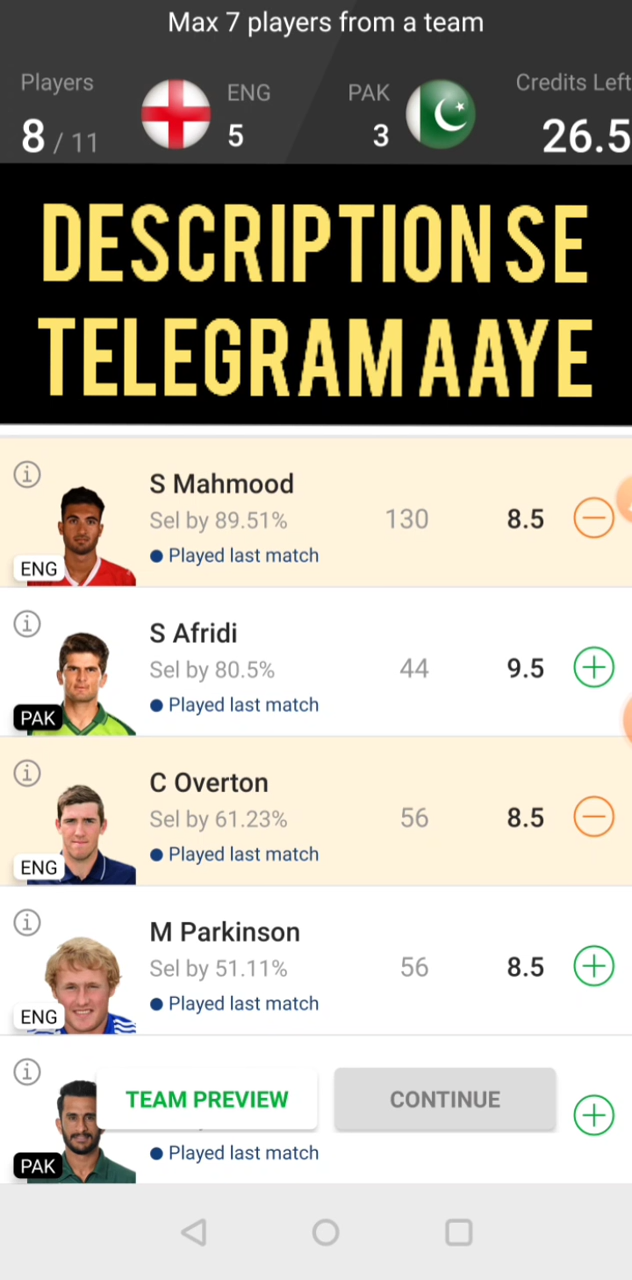 Max 7 players from a team
Players ENG PAK Credits Left
8 / 11 5 3 26.5
DESCRIPTION SE
TELEGRAM AAYE
S Mahmood
Sel by 89.51% 130 8.5
Played last match
ENG
S Afridi
Sel by 80.5% 44 9.5
Played last match
PAK
C Overton
Sel by 61.23% 56 8.5
Played last match
ENG
M Parkinson
Sel by 51.11% 56 8.5
Played last match
ENG
TEAM PREVIEW CONTINUE
Played last match
PAK